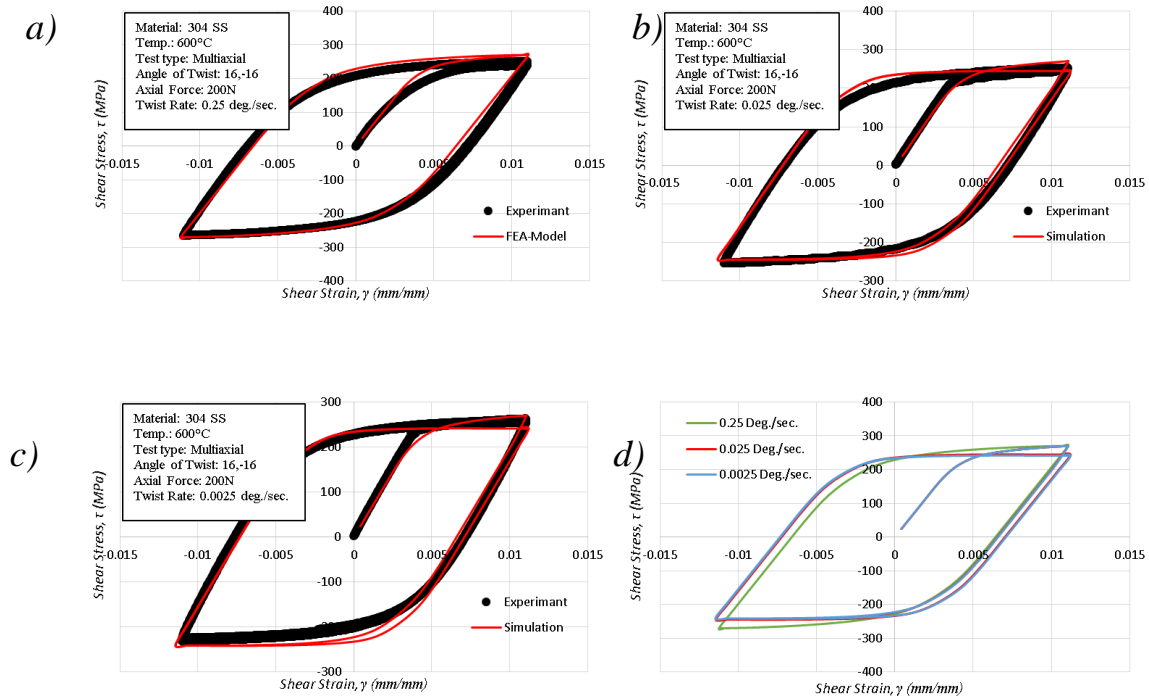 a)
Material: 304 SS
Temp.: 600°C
Test type: Multiaxial
Angle of Twist: 16,-16
Axial Force: 200N
Twist Rate: 0.25 deg./sec.
400
300
200
100
0
-100
-200
-300
-400
-0.015
-0.01
-0.005
0
0.005
0.01
0.015
Shear Stress, τ (MPa)
Shear Strain, γ (mm/mm)
Experimant
FEA-Model
b)
Material: 304 SS
Temp.: 600°C
Test type: Multiaxial
Angle of Twist: 16,-16
Axial Force: 200N
Twist Rate: 0.025 deg./sec.
400
300
200
100
0
-100
-200
-300
-0.015
-0.01
-0.005
0
0.005
0.01
0.015
Shear Stress, τ (MPa)
Shear Strain, γ (mm/mm)
Experimant
Simulation
c)
Material: 304 SS
Temp.: 600°C
Test type: Multiaxial
Angle of Twist: 16,-16
Axial Force: 200N
Twist Rate: 0.0025 deg./sec.
300
200
100
0
-100
-200
-300
-0.015
-0.01
-0.005
0
0.005
0.01
0.015
Shear Stress, τ (MPa)
Shear Strain, γ (mm/mm)
Experimant
Simulation
d)
0.25 Deg./sec.
0.025 Deg./sec.
0.0025 Deg./sec.
400
300
200
100
0
-100
-200
-300
-400
-0.015
-0.01
-0.005
0
0.005
0.01
0.015
Shear Stress, τ (MPa)
Shear Strain, γ (mm/mm)